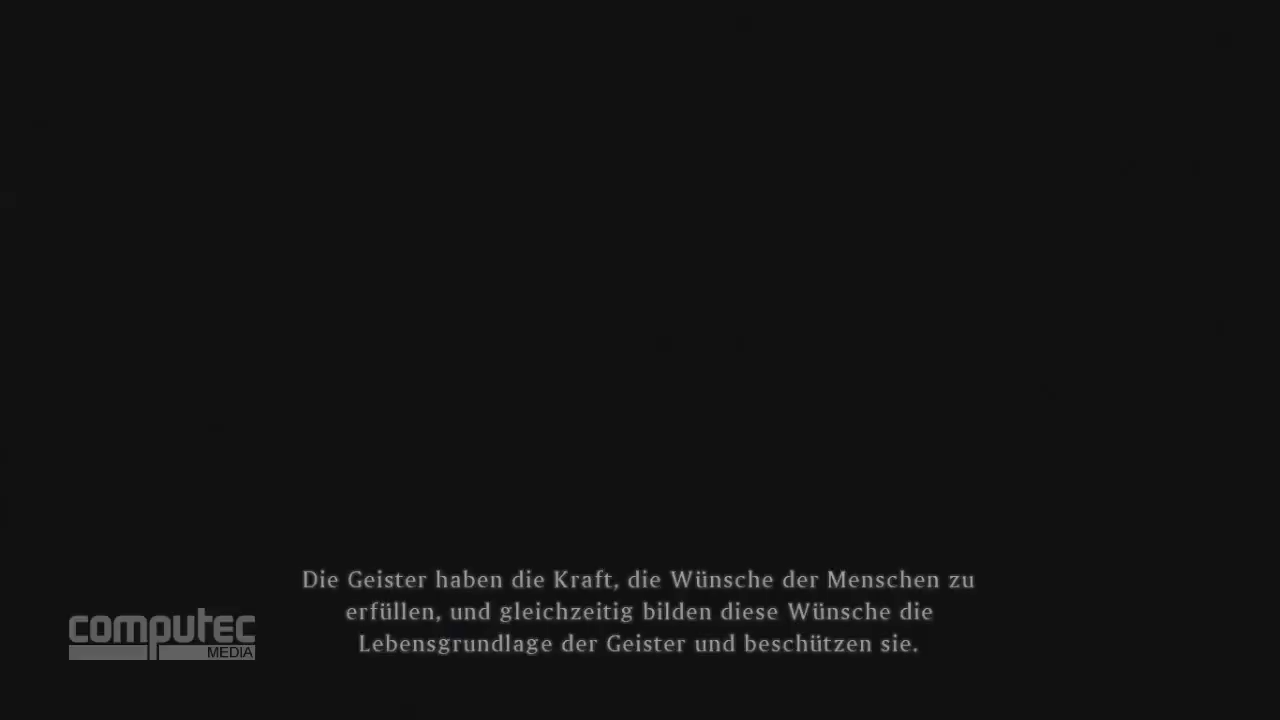 Die Geister haben die Kraft, die Wünsche der Menschen zu
erfüllen, und gleichzeitig bilden diese Wünsche die
Lebensgrundlage der Geister und beschützen sie.
computec
MEDIA